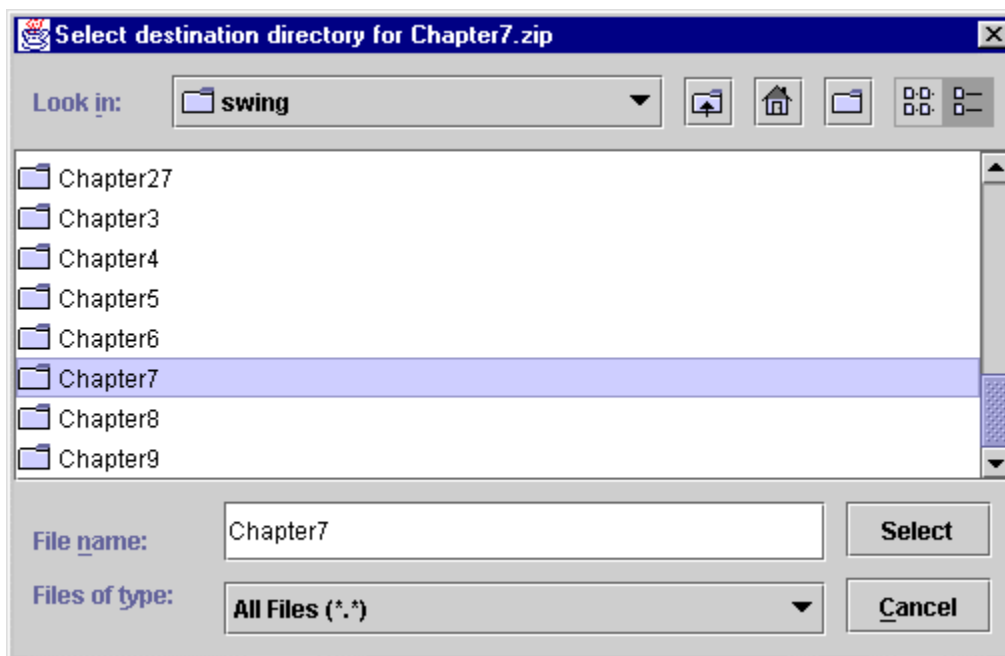 Select destination directory for Chapter7.zip
Look in:
swing
Chapter27
Chapter3
Chapter4
Chapter5
Chapter6
Chapter7
Chapter8
Chapter9
File name:
Chapter7
Select
Files of type:
All Files (*.*)
Cancel